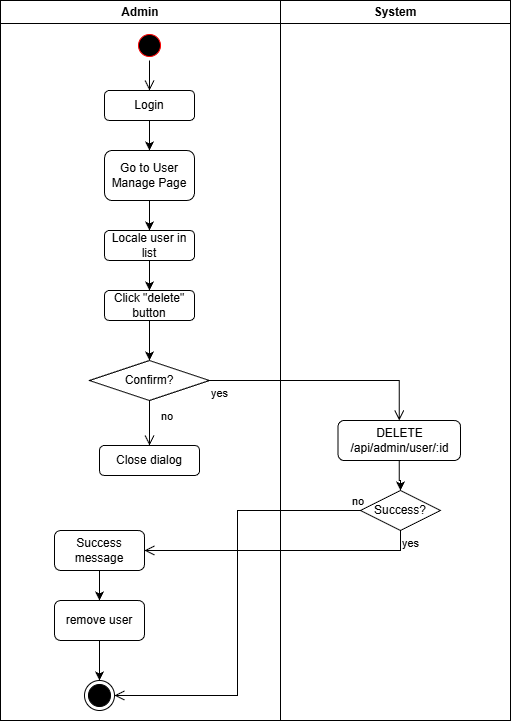 Admin
System
Login
Go to User
Manage Page
Locale user in
list
Click "delete"
button
Confirm?
yes
no
DELETE
/api/admin/user/:id
Close dialog
no
Success?
yes
Success
message
remove user